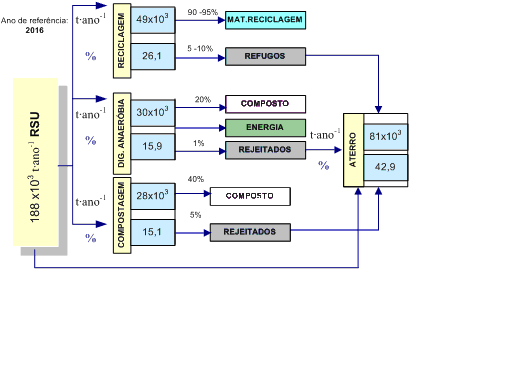 Ano de referência:
2016
188 x10³ t·ano⁻¹ RSU
t·ano⁻¹
%
RECICLAGEM
49x10³
26,1
90 -95%
MAT.RECICLAGEM
5 -10%
REFUGOS
t·ano⁻¹
%
DIG. ANAERÓBIA
30x10³
15,9
20%
COMPOSTO
ENERGIA
1%
REJEITADOS
t·ano⁻¹
%
ATERRO
81x10³
42,9
t·ano⁻¹
%
COMPOSTAGEM
28x10³
15,1
40%
COMPOSTO
5%
REJEITADOS